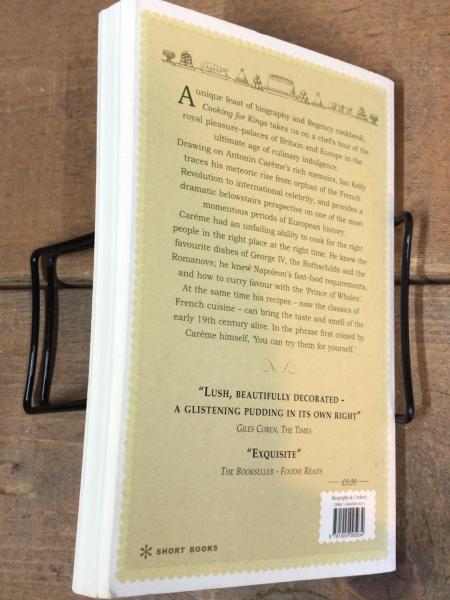 A unique feast of biography and Regency cookbook,
Cooking for Kings takes us on a chef's tour of the
royal pleasure-palaces of Britain and Europe in the
ultimate age of culinary indulgence.
Drawing on Antonin Carême's rich memoirs, Ian Kelly
traces his meteoric rise from orphan of the French
Revolution to international celebrity, and provides a
dramatic belowstairs perspective on one of the most
momentous periods of European history.
Carême had an unfailing ability to cook for the right
people in the right place at the right time. He knew the
favourite dishes of George IV, the Rothschilds and the
Romanovs; he knew Napoleon's fast-food requirements,
and how to curry favour with the 'Prince of Whales'.
At the same time his recipes – now the classics of
French cuisine – can bring the taste and smell of the
early 19th century alive. In the phrase first coined by
Carême himself, 'You can try them for yourself.'
"LUSH, BEAUTIFULLY DECORATED -
A GLISTENING PUDDING IN ITS OWN RIGHT"
GILES COREN, THE TIMES
"EXQUISITE"
THE BOOKSELLER - FOODIE READS
£9.99
Biography & Cookery
SHORT BOOKS